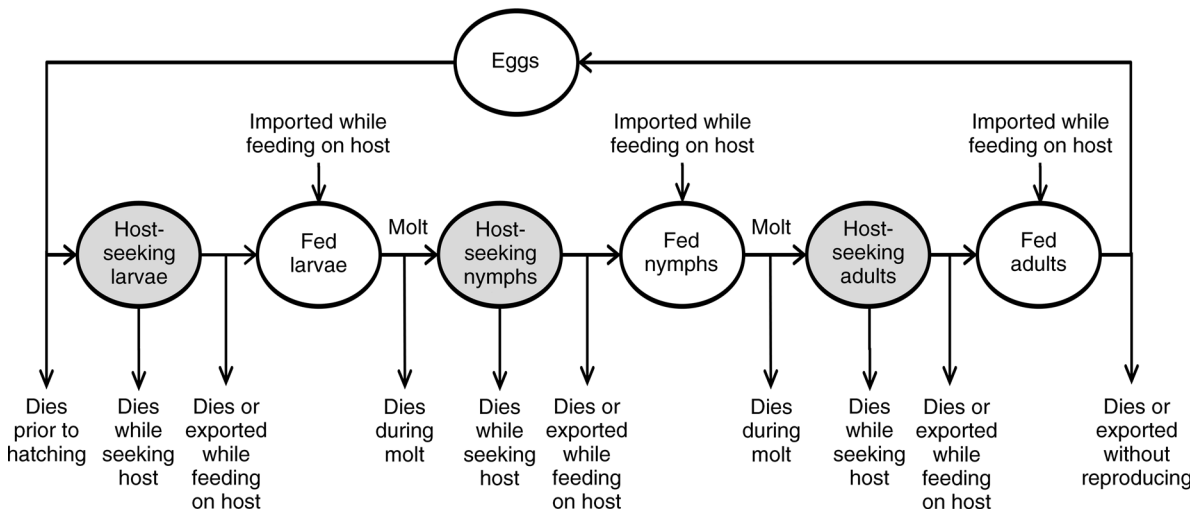 Eggs
Imported while
feeding on host
Imported while
feeding on host
Imported while
feeding on host
Host-
seeking
larvae
Fed
larvae
Molt
Host-
seeking
nymphs
Fed
nymphs
Molt
Host-
seeking
adults
Fed
adults
Dies
prior to
hatching
Dies
while
seeking
host
Dies or
exported
while
feeding
on host
Dies
during
molt
Dies
while
seeking
host
Dies or
exported
while
feeding
on host
Dies
during
molt
Dies
while
seeking
host
Dies or
exported
while
feeding
on host
Dies or
exported
without
reproducing